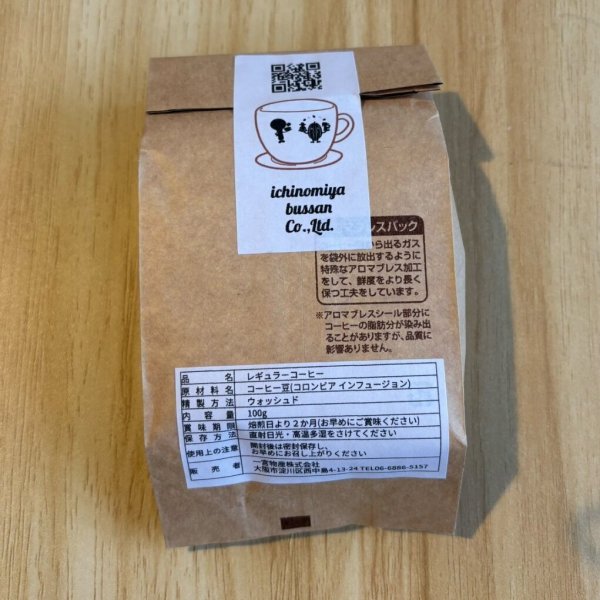 ichinomiya
bussan
Co.,Ltd.
レスパック
から出るガス
を袋外に放出するように
特殊なアロマブレス加工
をして、鮮度をより長く
保つ工夫をしています。
※アロマブレスシール部分に
コーヒーの脂肪分が染み出
ることがありますが、品質に
影響ありません。
品名 レギュラーコーヒー
原材料名 コーヒー豆(コロンビア インフュージョン)
精製方法 ウォッシュド
内容量 100g
賞味期限 焙煎日より2か月(お早めにご賞味ください)
保存方法 直射日光・高温多湿をさけてください
使用上の注意 開封後は密封保存し、
お早めにお召し上がりください
販売者 一宮物産株式会社
大阪市淀川区西中島4-13-24 TEL06-6886-5157